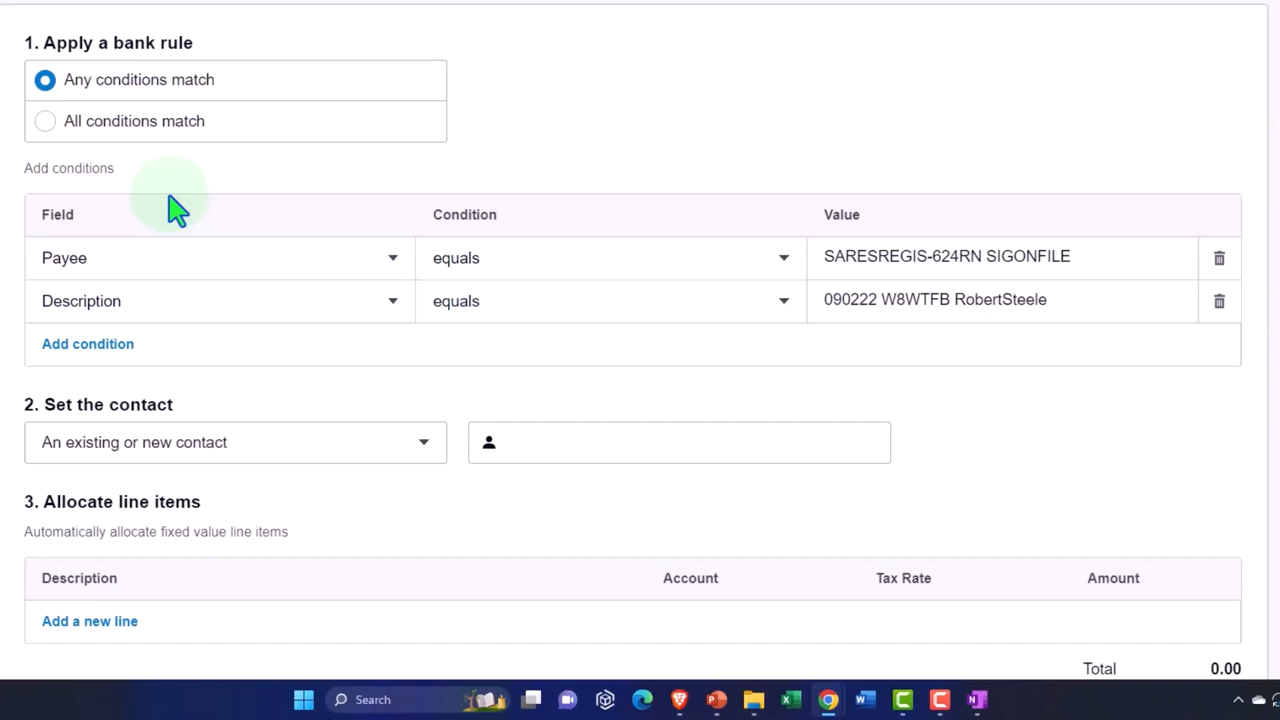 1. Apply a bank rule
Any conditions match
All conditions match
Add conditions
Field Condition Value
Payee equals SARESREGIS-624RN SIGONFILE
Description equals 090222 W8WTFB RobertSteele
Add condition
2. Set the contact
An existing or new contact
3. Allocate line items
Automatically allocate fixed value line items
Description Account Tax Rate Amount
Add a new line
Total 0.00
Search